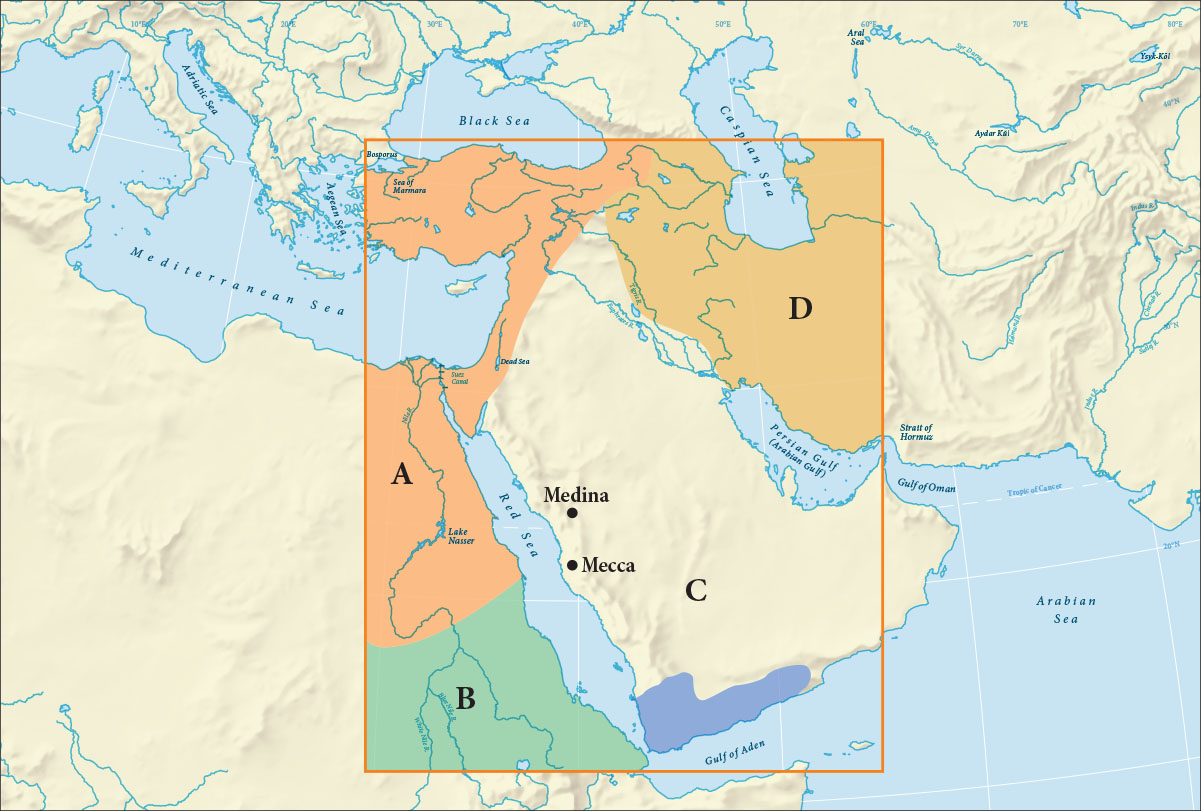 10°E
20°E
30°E
40°E
50°E
60°E
70°E
80°E
Aral
Sea
Syr Darya
Ysyk-Köl
Adriatic Sea
40°N
Black Sea
Caspian Sea
Amu Darya
Aydar Kül
Bosporus
Sea of
Marmara
Aegean Sea
Indus R.
Mediterranean Sea
Tigris R.
Euphrates R.
D
Helmand R.
Chenab R.
30°N
Sutlej R.
Dead Sea
Suez
Canal
Nile R.
Indus R.
Persian Gulf
(Arabian Gulf)
Strait of
Hormuz
A
Medina
Gulf of Oman
Tropic of Cancer
Red Sea
Lake
Nasser
Mecca
20°N
C
Arabian
Sea
B
Blue Nile R.
White Nile R.
Gulf of Aden